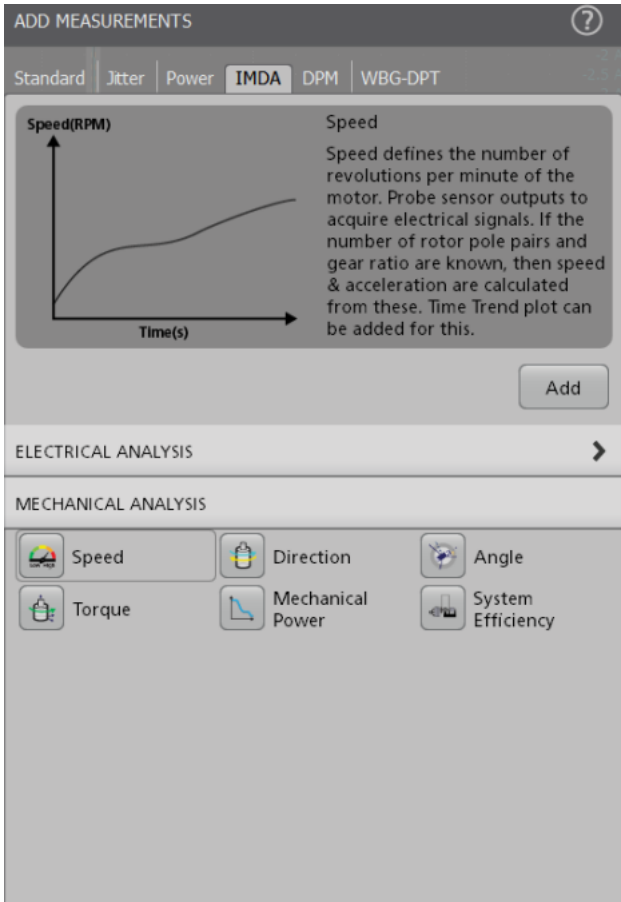 ADD MEASUREMENTS
?
Standard Jitter Power IMDA DPM WBG-DPT
Speed(RPM)
Time(s)
Speed
Speed defines the number of
revolutions per minute of the
motor. Probe sensor outputs to
acquire electrical signals. If the
number of rotor pole pairs and
gear ratio are known, then speed
& acceleration are calculated
from these. Time Trend plot can
be added for this.
Add
ELECTRICAL ANALYSIS
MECHANICAL ANALYSIS
Speed
Direction
Angle
Torque
Mechanical
Power
System
Efficiency